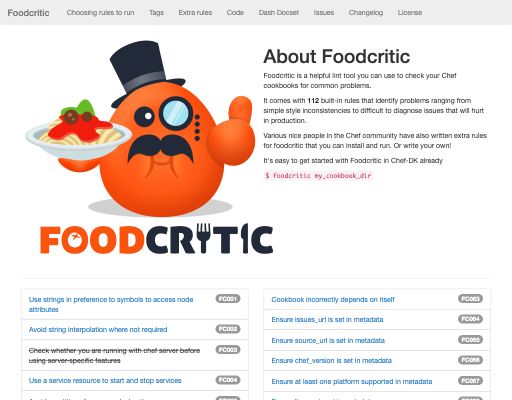 Foodcritic Choosing rules to run Tags Extra rules Code Dash Docset Issues Changelog License
About Foodcritic
Foodcritic is a helpful lint tool you can use to check your Chef
cookbooks for common problems.
It comes with 112 built-in rules that identify problems ranging from
simple style inconsistencies to difficult to diagnose issues that will hurt
in production.
Various nice people in the Chef community have also written extra rules
for foodcritic that you can install and run. Or write your own!
It's easy to get started with Foodcritic in Chef-DK already
$ foodcritic my_cookbook_dir
FOODCRITIC
Use strings in preference to symbols to access node
attributes
FC001
Avoid string interpolation where not required
FC002
Check whether you are running with chef server before
using server-specific features
FC003
Use a service resource to start and stop services
FC004
Cookbook incorrectly depends on itself
FC063
Ensure issues_url is set in metadata
FC064
Ensure source_url is set in metadata
FC065
Ensure chef_version is set in metadata
FC066
Ensure at least one platform supported in metadata
FC067